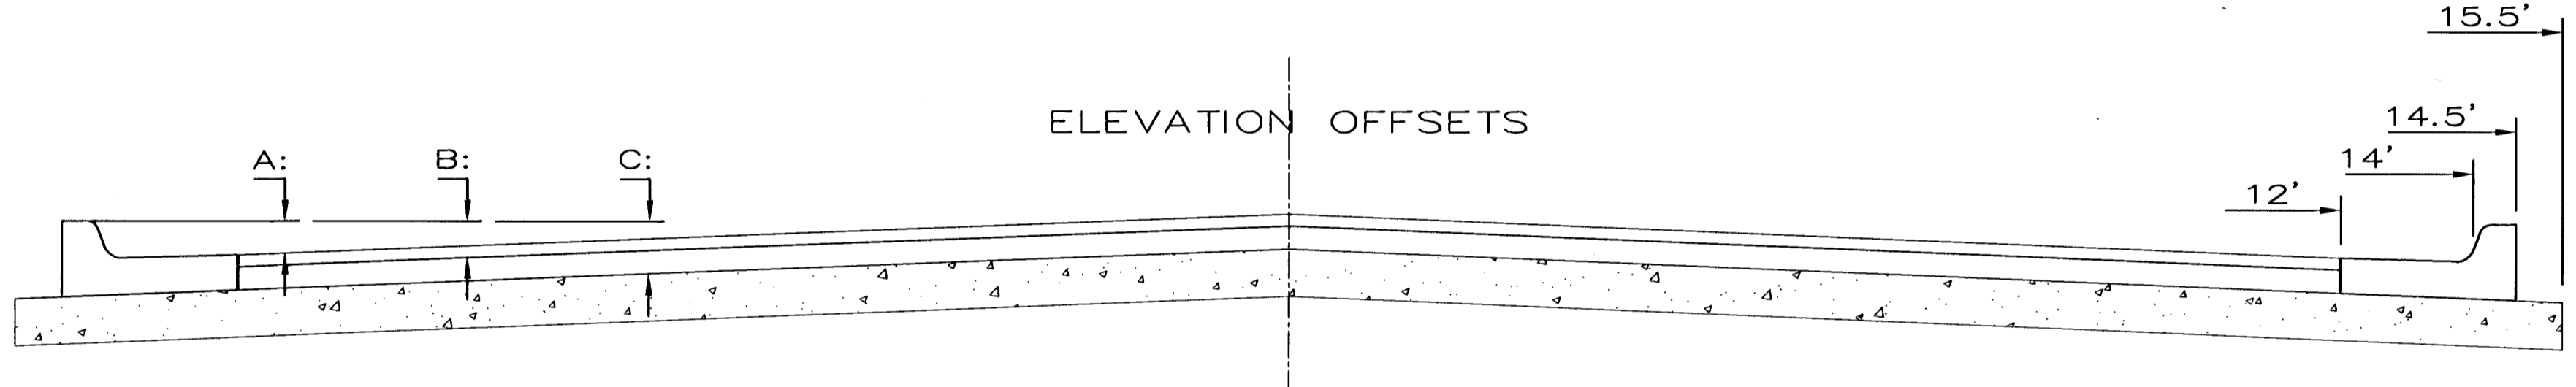 15.5'
ELEVATION OFFSETS
14.5'
A: B: C:
14'
12'